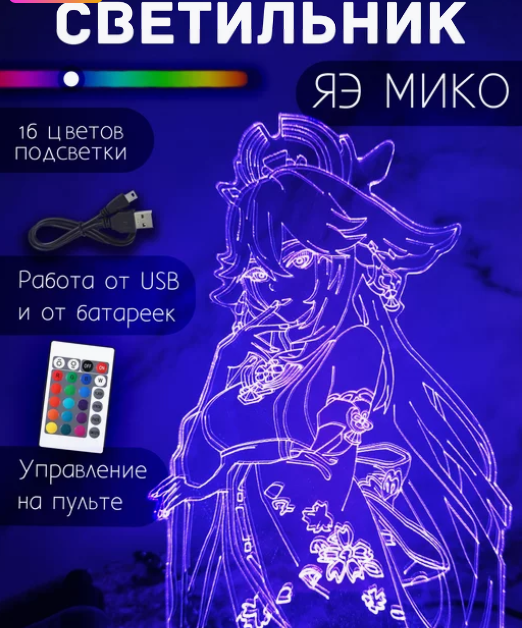 СВЕТИЛЬНИК
ЯЭ МИКО
16 ЦВЕТОВ
ПОДСВЕТКИ
Работа от USB
и от батареек
Управление
на пульте